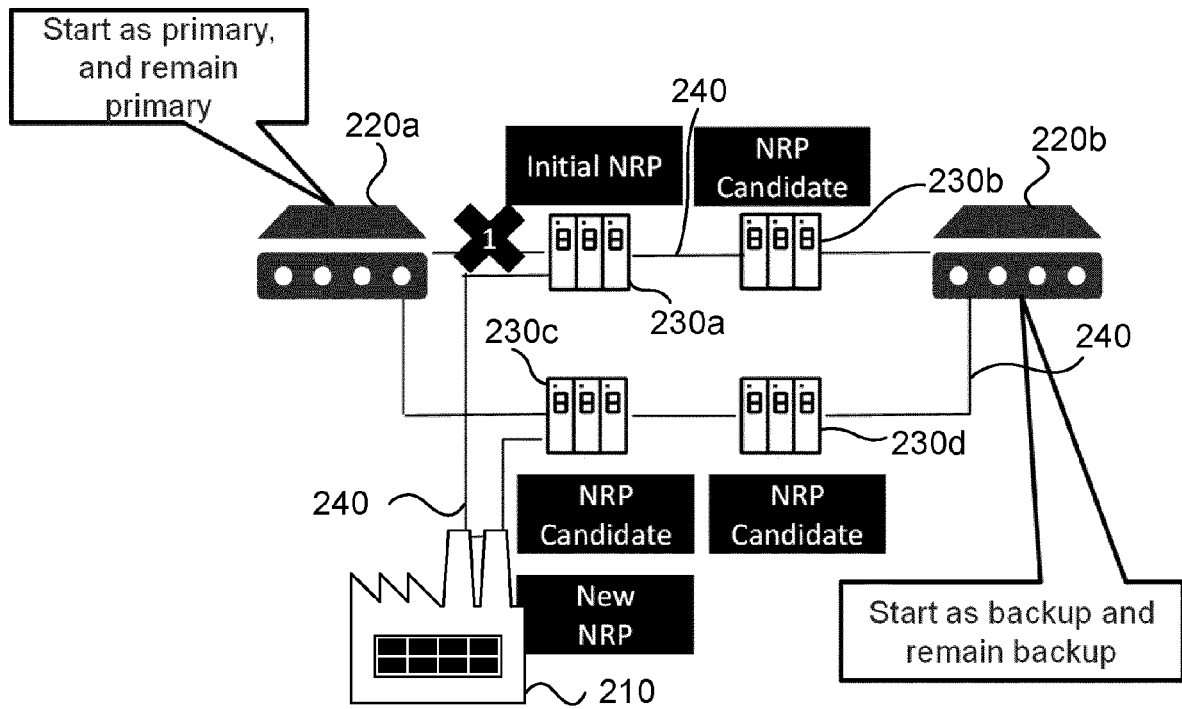 Start as primary,
and remain
primary
220a
240
Initial NRP
NRP
Candidate
220b
230b
1
230a
230c
240
230d
240
NRP
Candidate
NRP
Candidate
New
NRP
Start as backup and
remain backup
210